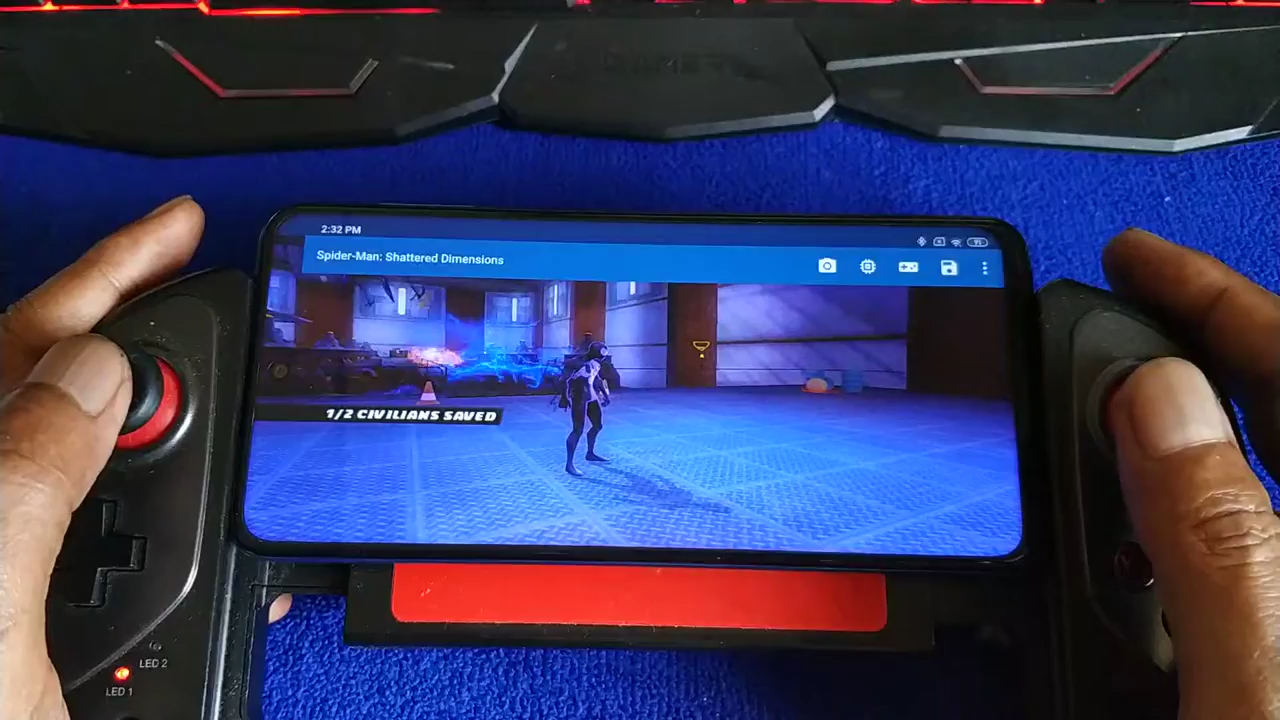 2:32 PM
Spider-Man: Shattered Dimensions
1/2 CIVILIANS SAVED
LED 2
LED 1